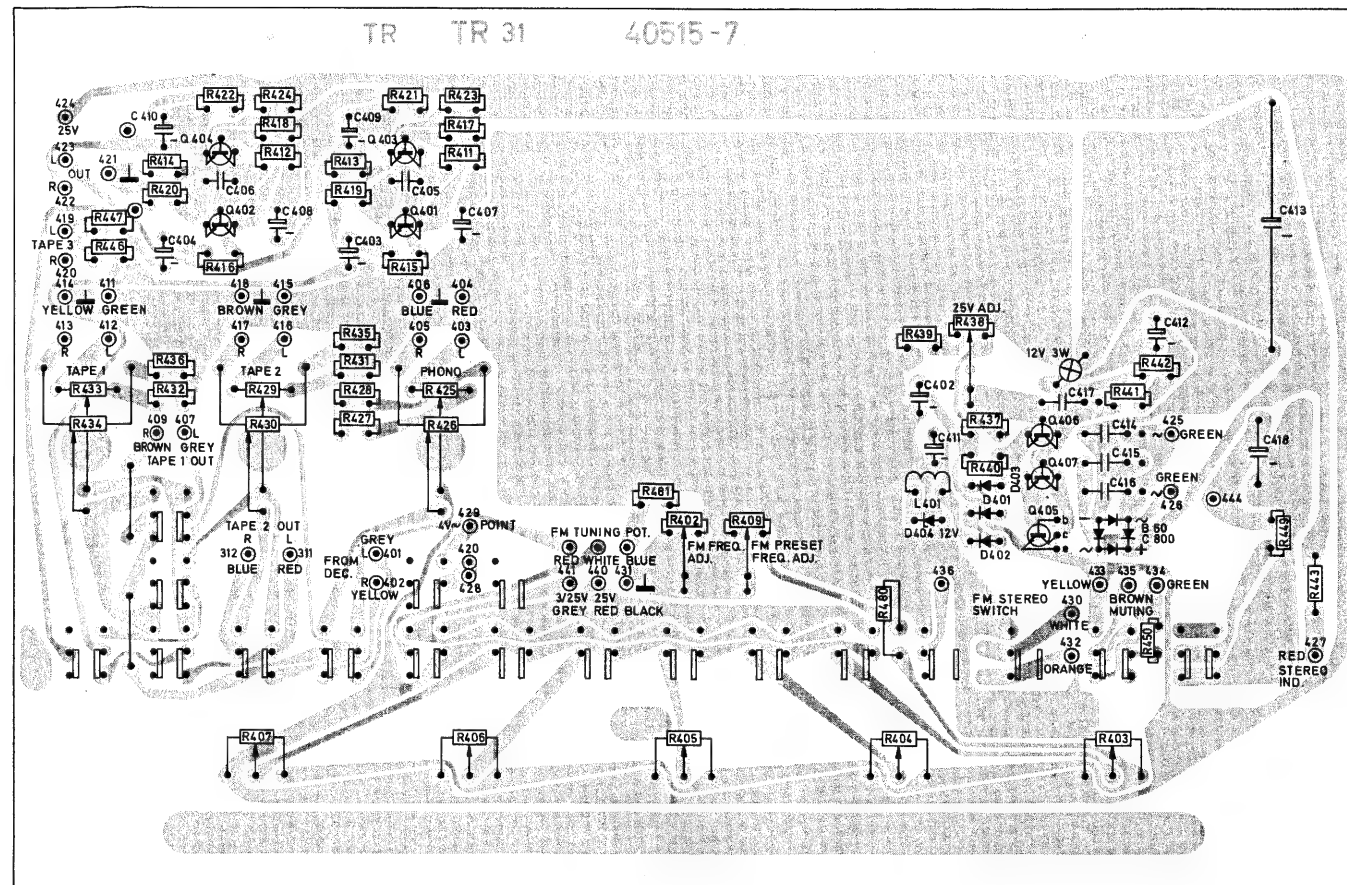 TR TR 31 40515-7
R422 R424 R421 R423
424
25V
C 410
Q 404
R418
C409
Q 403
R417
423
L
421
OUT
R414
R412
R413
R411
R
422
R420
C406
R419
C405
419
L
R447
Q402
C408
Q401
C407
C413
TAPE 3
R
R446
C404
R416
C403
R415
420
414 411 418 415 406 404
YELLOW GREEN BROWN GREY BLUE RED
25V ADJ.
R438
413 412 417 416 R435 405 403
R L R L R L
R439
C412
R436
R431
12V 3W
R442
TAPE 1 TAPE 2 PHONO
R433 R432 R429 R428 R425
C402
C417
R441
R434 409 407 R430 R427 R426
R L
BROWN GREY
TAPE 1 OUT
R437
Q406
C414
425
~ GREEN
C411
C418
R440
D403
Q407
C415
D401
C416
GREEN
~
426
444
L401
R481
R402
R409
D404 12V
Q405
b
c
e
~
~
+
B 60
C 800
R449
D402
429
4V~ POINT
TAPE 2 OUT
R L
312 311
BLUE RED
GREY
L 401
FROM
DEC.
R 402
YELLOW
420
428
FM TUNING POT.
RED WHITE BLUE
441 440 431
3/25V 25V
GREY RED BLACK
FM FREQ.
ADJ.
FM PRESET
FREQ. ADJ.
R480
436
YELLOW 433 435 434 GREEN
BROWN
MUTING
FM STEREO
SWITCH
430
WHITE
432
ORANGE
R450
R443
427
RED
STEREO
IND.
R407 R406 R405 R404 R403